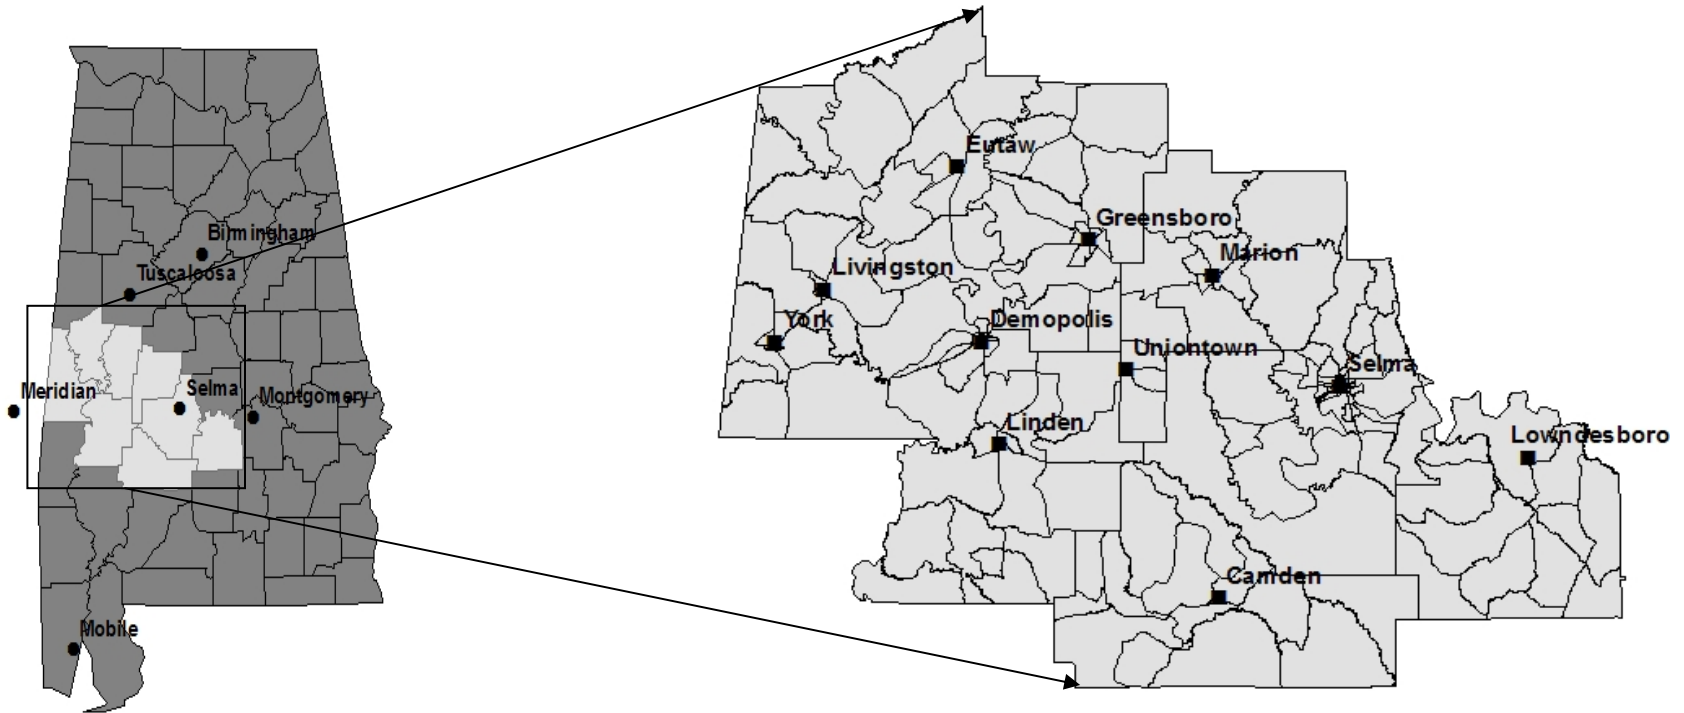 Birmingham
Tuscaloosa
Meridian
Selma
Montgomery
Mobile
Eutaw
Greensboro
Marion
Livingston
York
Demopolis
Uniontown
Selma
Linden
Lowndesboro
Camden